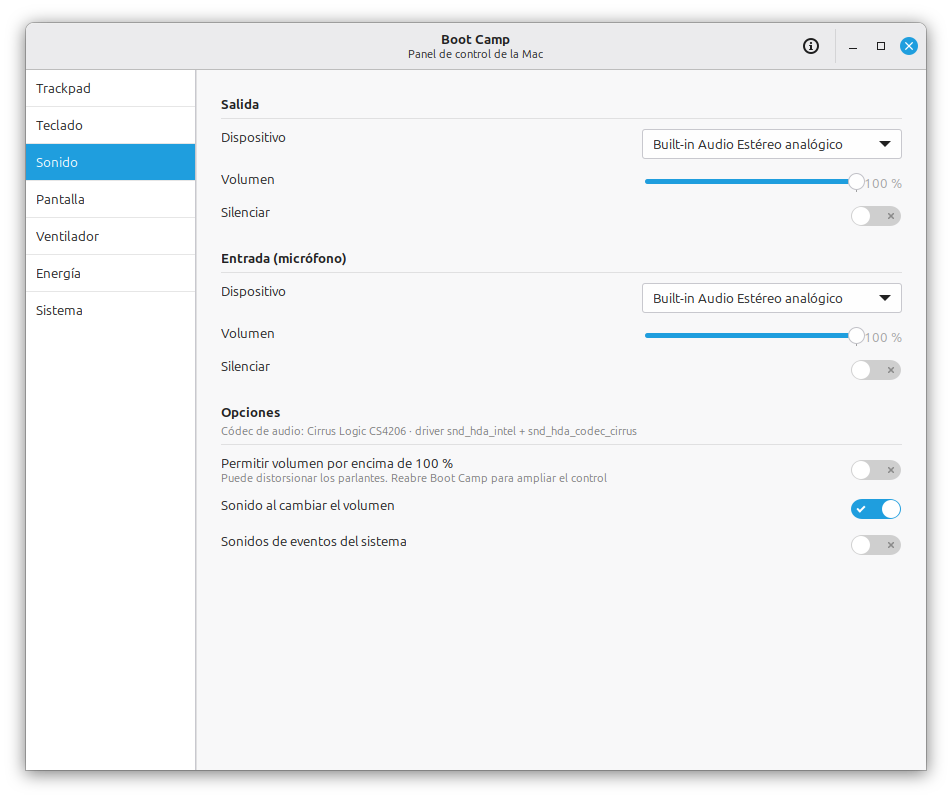 Boot Camp
Panel de control de la Mac
Trackpad
Teclado
Sonido
Pantalla
Ventilador
Energía
Sistema
Salida
Dispositivo
Built-in Audio Estéreo analógico
Volumen
100 %
Silenciar
Entrada (micrófono)
Dispositivo
Built-in Audio Estéreo analógico
Volumen
100 %
Silenciar
Opciones
Códec de audio: Cirrus Logic CS4206 · driver snd_hda_intel + snd_hda_codec_cirrus
Permitir volumen por encima de 100 %
Puede distorsionar los parlantes. Reabre Boot Camp para ampliar el control
Sonido al cambiar el volumen
Sonidos de eventos del sistema